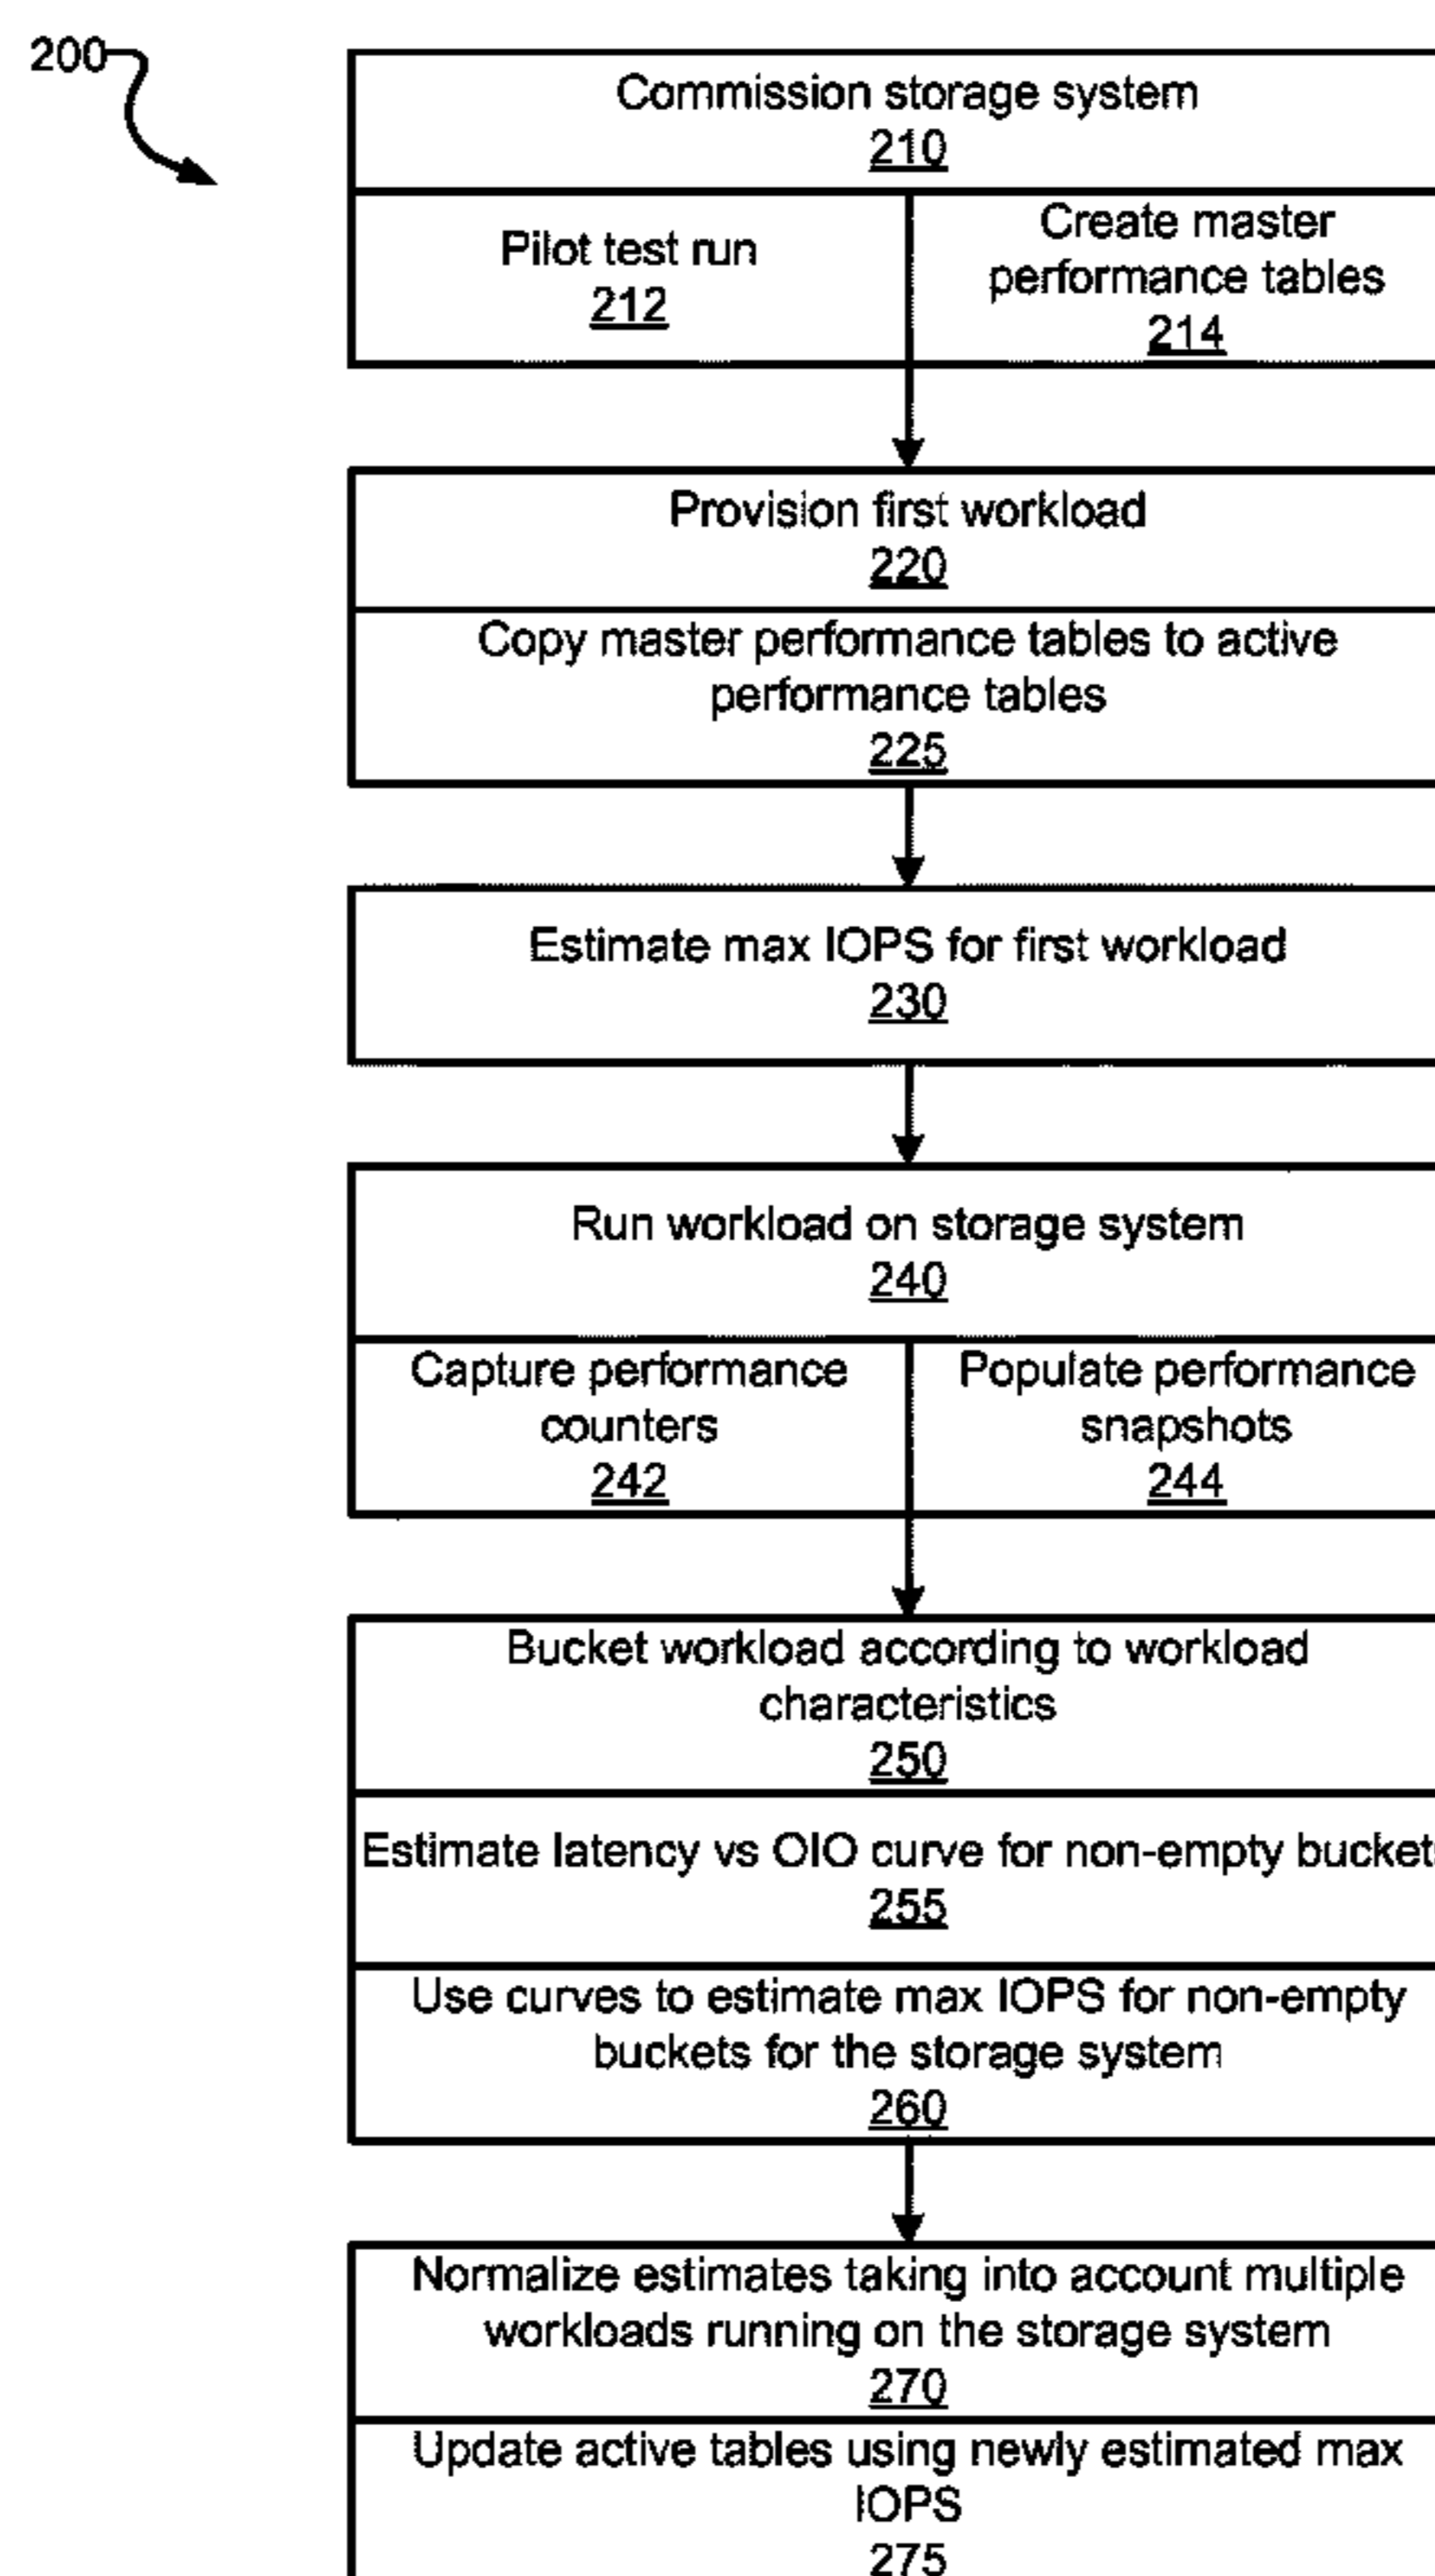 200
Commission storage system
210
Pilot test run
212
Create master
performance tables
214
Provision first workload
220
Copy master performance tables to active
performance tables
225
Estimate max IOPS for first workload
230
Run workload on storage system
240
Capture performance
counters
242
Populate performance
snapshots
244
Bucket workload according to workload
characteristics
250
Estimate latency vs OIO curve for non-empty buckets
255
Use curves to estimate max IOPS for non-empty
buckets for the storage system
260
Normalize estimates taking into account multiple
workloads running on the storage system
270
Update active tables using newly estimated max
IOPS
275